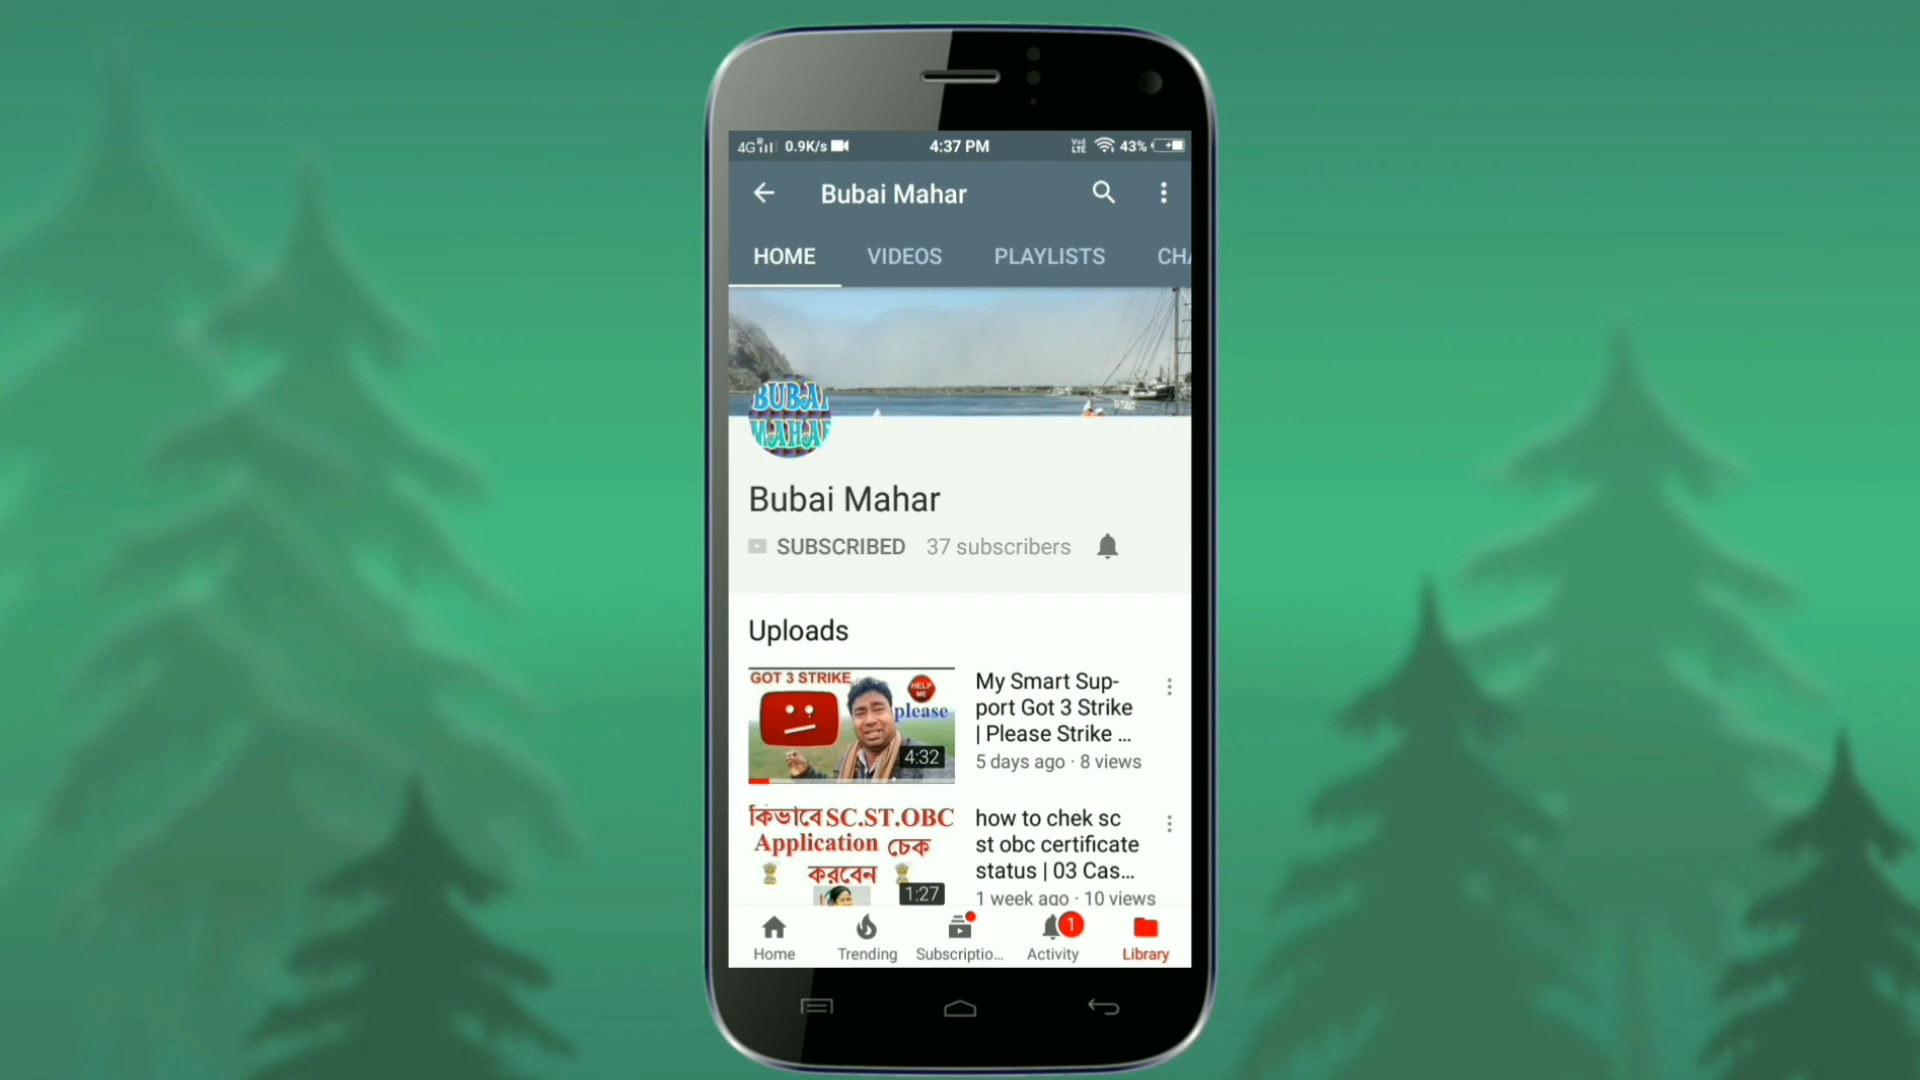 4G R 0.9K/s 4:37 PM VoLTE 43%
Bubai Mahar
HOME VIDEOS PLAYLISTS CHA
BUBAI
MAHAR
Bubai Mahar
SUBSCRIBED 37 subscribers
Uploads
GOT 3 STRIKE
HELP
ME
please
4:32
My Smart Sup-
port Got 3 Strike
| Please Strike ...
5 days ago · 8 views
কিভাবে SC.ST.OBC
Application চেক
করবেন
1:27
how to chek sc
st obc certificate
status | 03 Cas...
1 week ago · 10 views
1
Home Trending Subscriptio... Activity Library